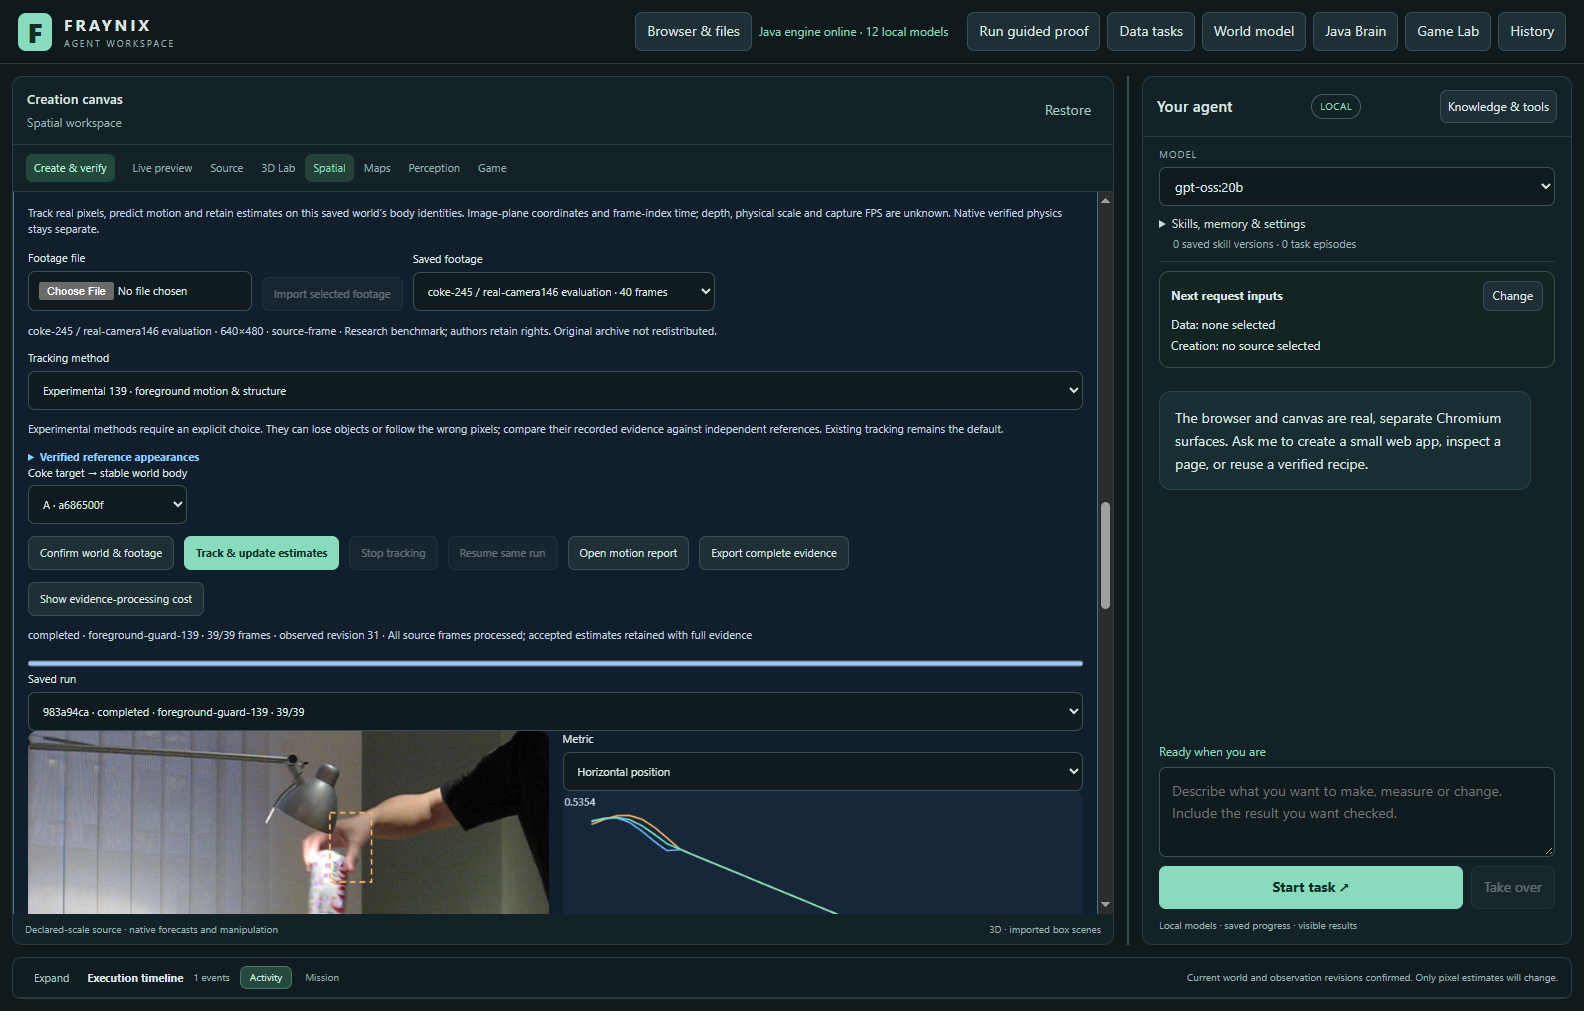 F
FRAYNIX
AGENT WORKSPACE
Browser & files
Java engine online · 12 local models
Run guided proof
Data tasks
World model
Java Brain
Game Lab
History
Creation canvas
Spatial workspace
Restore
Create & verify
Live preview
Source
3D Lab
Spatial
Maps
Perception
Game
Track real pixels, predict motion and retain estimates on this saved world's body identities. Image-plane coordinates and frame-index time; depth, physical scale and capture FPS are unknown. Native verified physics
stays separate.
Footage file
Choose File No file chosen
Import selected footage
Saved footage
coke-245 / real-camera146 evaluation · 40 frames
coke-245 / real-camera146 evaluation · 640×480 · source-frame · Research benchmark; authors retain rights. Original archive not redistributed.
Tracking method
Experimental 139 · foreground motion & structure
Experimental methods require an explicit choice. They can lose objects or follow the wrong pixels; compare their recorded evidence against independent references. Existing tracking remains the default.
Verified reference appearances
Coke target → stable world body
A · a686500f
Confirm world & footage
Track & update estimates
Stop tracking
Resume same run
Open motion report
Export complete evidence
Show evidence-processing cost
completed · foreground-guard-139 · 39/39 frames · observed revision 31 · All source frames processed; accepted estimates retained with full evidence
Saved run
983a94ca · completed · foreground-guard-139 · 39/39
Metric
Horizontal position
0.5354
Declared-scale source · native forecasts and manipulation
3D · imported box scenes
Your agent
LOCAL
Knowledge & tools
MODEL
gpt-oss:20b
Skills, memory & settings
0 saved skill versions · 0 task episodes
Next request inputs
Change
Data: none selected
Creation: no source selected
The browser and canvas are real, separate Chromium
surfaces. Ask me to create a small web app, inspect a
page, or reuse a verified recipe.
Ready when you are
Describe what you want to make, measure or change.
Include the result you want checked.
Start task ↗
Take over
Local models · saved progress · visible results
Expand
Execution timeline
1 events
Activity
Mission
Current world and observation revisions confirmed. Only pixel estimates will change.